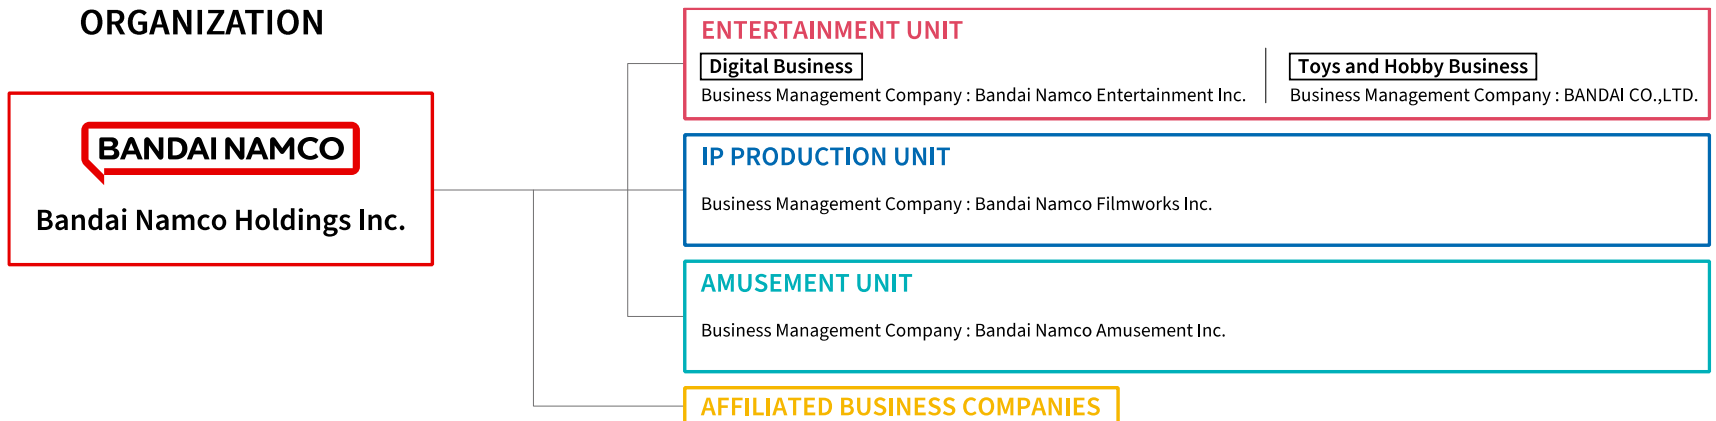 ORGANIZATION
BANDAI NAMCO
Bandai Namco Holdings Inc.
ENTERTAINMENT UNIT
Digital Business
Business Management Company : Bandai Namco Entertainment Inc.
Toys and Hobby Business
Business Management Company : BANDAI CO.,LTD.
IP PRODUCTION UNIT
Business Management Company : Bandai Namco Filmworks Inc.
AMUSEMENT UNIT
Business Management Company : Bandai Namco Amusement Inc.
AFFILIATED BUSINESS COMPANIES